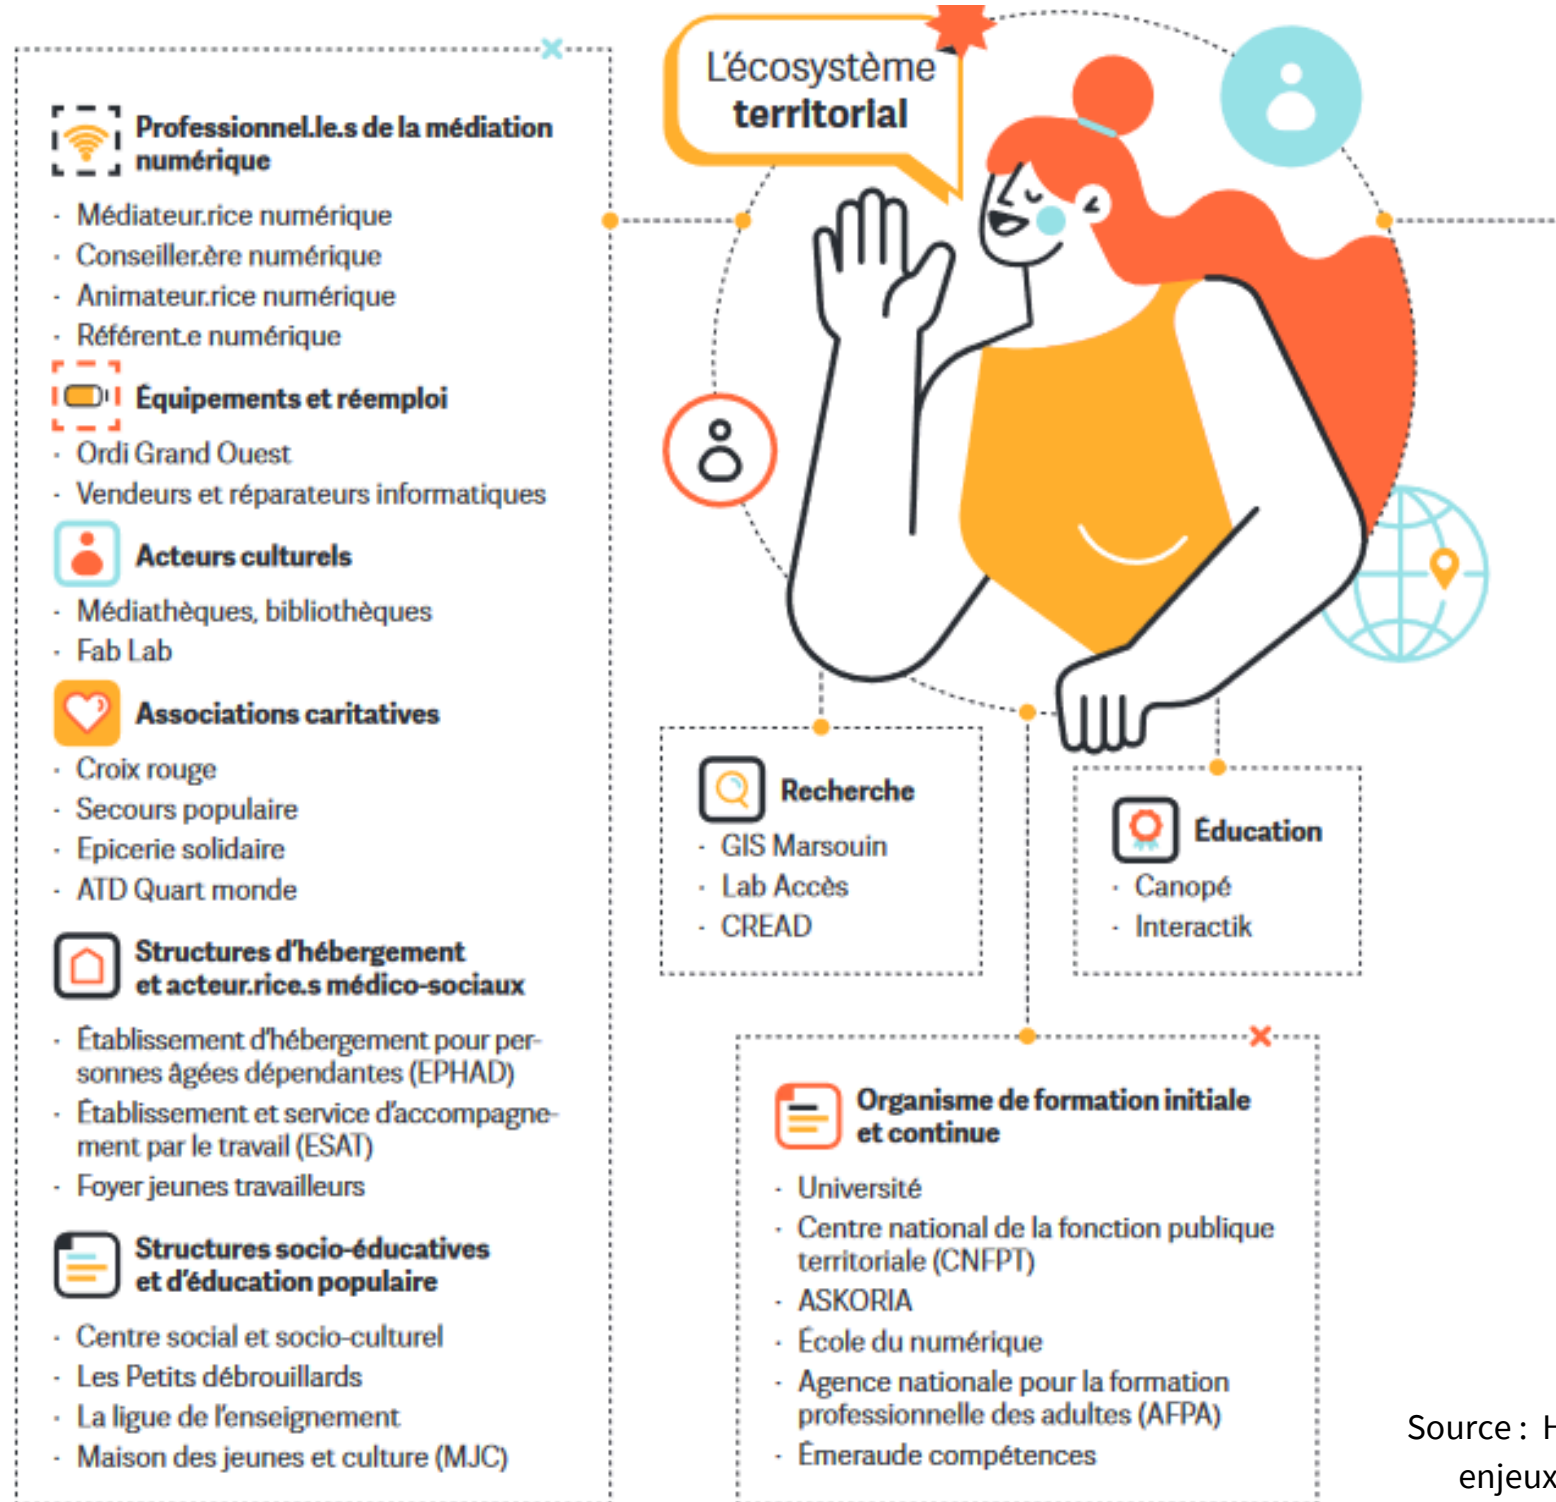 L'écosystème
territorial
Professionnel.le.s de la médiation
numérique
- Médiateur.rice numérique
- Conseiller.ère numérique
- Animateur.rice numérique
- Référent.e numérique
Équipements et réemploi
- Ordi Grand Ouest
- Vendeurs et réparateurs informatiques
Acteurs culturels
- Médiathèques, bibliothèques
- Fab Lab
Associations caritatives
- Croix rouge
- Secours populaire
- Epicerie solidaire
- ATD Quart monde
Structures d'hébergement
et acteur.rice.s médico-sociaux
- Établissement d'hébergement pour per-
sonnes âgées dépendantes (EPHAD)
- Établissement et service d'accompagne-
ment par le travail (ESAT)
- Foyer jeunes travailleurs
Structures socio-éducatives
et d'éducation populaire
- Centre social et socio-culturel
- Les Petits débrouillards
- La ligue de l'enseignement
- Maison des jeunes et culture (MJC)
Recherche
- GIS Marsouin
- Lab Accès
- CREAD
Éducation
- Canopé
- Interactik
Organisme de formation initiale
et continue
- Université
- Centre national de la fonction publique
territoriale (CNFPT)
- ASKORIA
- École du numérique
- Agence nationale pour la formation
professionnelle des adultes (AFPA)
- Émeraude compétences
Source : H
enjeux